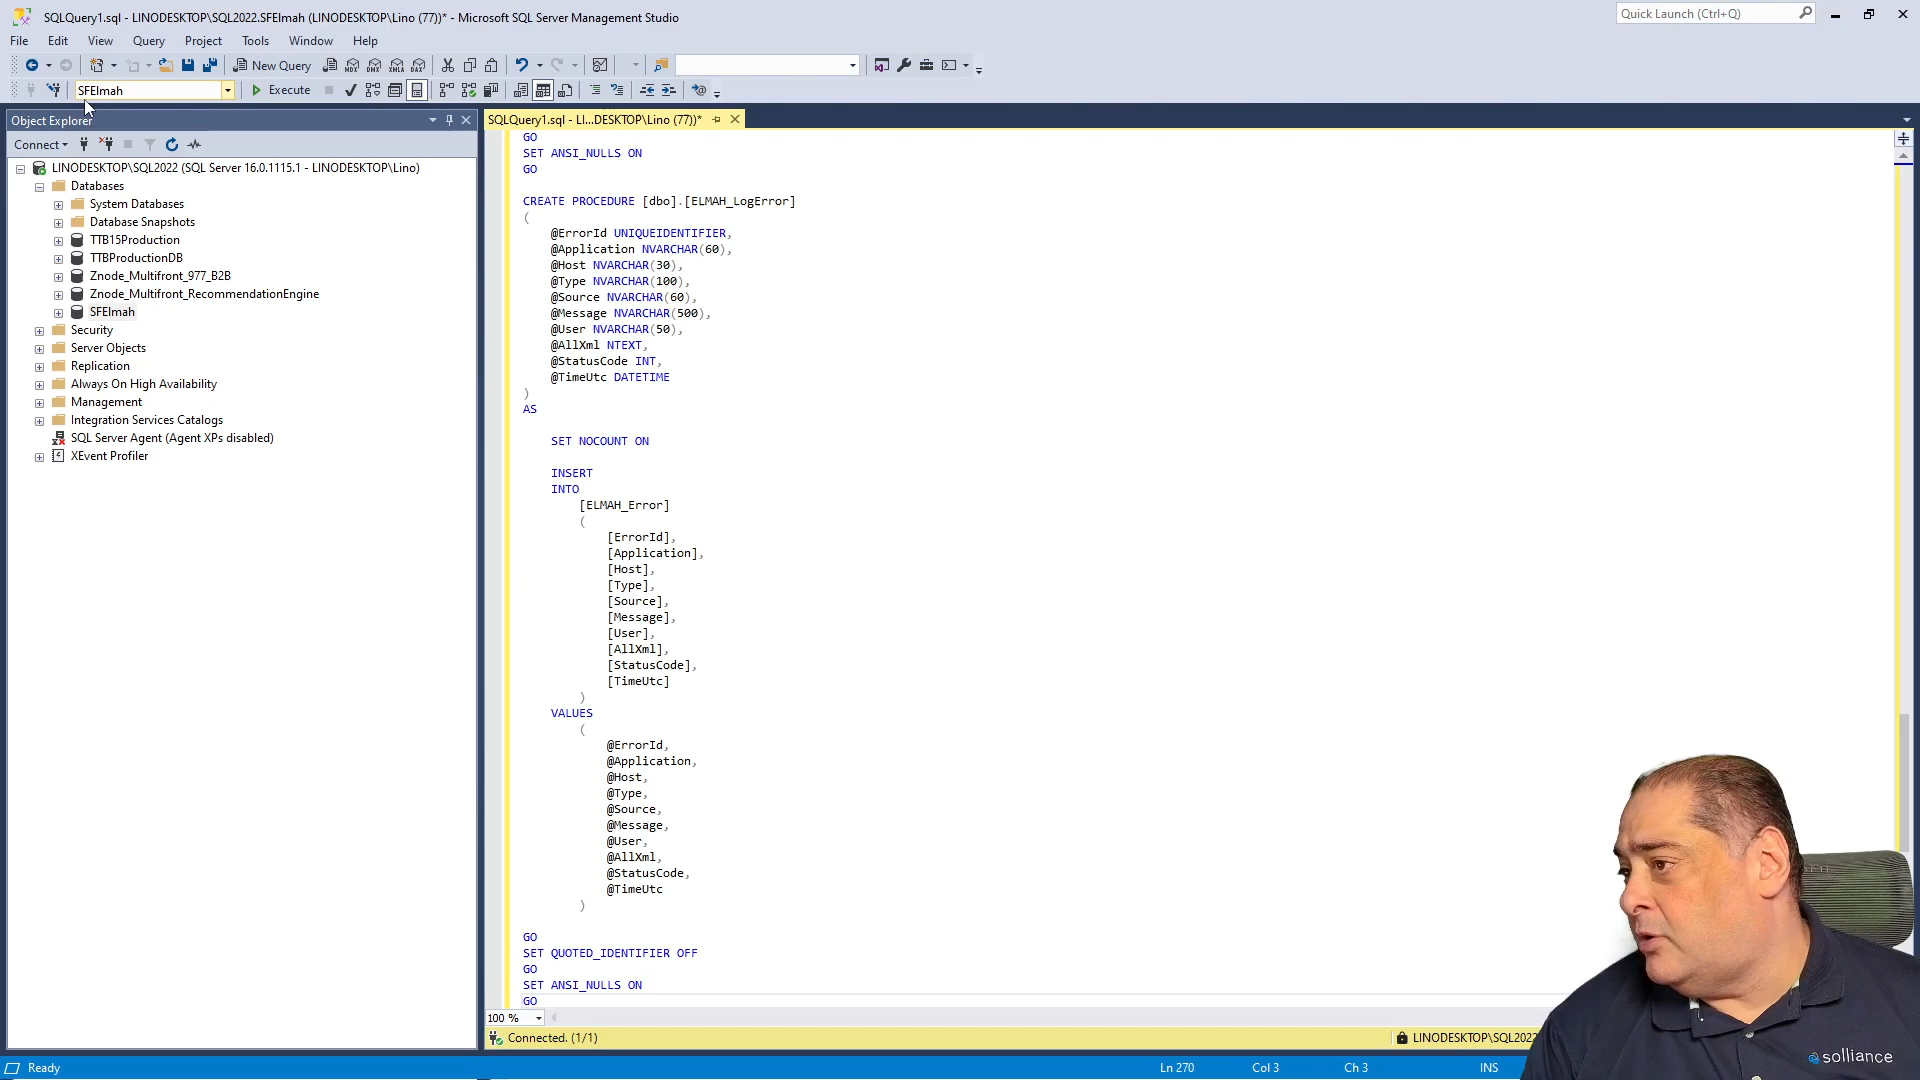 SQLQuery1.sql - LINODESKTOP\SQL2022.SFElmah (LINODESKTOP\Lino (77))* - Microsoft SQL Server Management Studio
Quick Launch (Ctrl+Q)
File Edit View Query Project Tools Window Help
New Query
SFElmah
Execute
Object Explorer
SQLQuery1.sql - LI...DESKTOP\Lino (77))*
Connect
LINODESKTOP\SQL2022 (SQL Server 16.0.1115.1 - LINODESKTOP\Lino)
Databases
System Databases
Database Snapshots
TTB15Production
TTBProductionDB
Znode_Multifront_977_B2B
Znode_Multifront_RecommendationEngine
SFElmah
Security
Server Objects
Replication
Always On High Availability
Management
Integration Services Catalogs
SQL Server Agent (Agent XPs disabled)
XEvent Profiler
GO
SET ANSI_NULLS ON
GO
CREATE PROCEDURE [dbo].[ELMAH_LogError]
(
@ErrorId UNIQUEIDENTIFIER,
@Application NVARCHAR(60),
@Host NVARCHAR(30),
@Type NVARCHAR(100),
@Source NVARCHAR(60),
@Message NVARCHAR(500),
@User NVARCHAR(50),
@AllXml NTEXT,
@StatusCode INT,
@TimeUtc DATETIME
)
AS
SET NOCOUNT ON
INSERT
INTO
[ELMAH_Error]
(
[ErrorId],
[Application],
[Host],
[Type],
[Source],
[Message],
[User],
[AllXml],
[StatusCode],
[TimeUtc]
)
VALUES
(
@ErrorId,
@Application,
@Host,
@Type,
@Source,
@Message,
@User,
@AllXml,
@StatusCode,
@TimeUtc
)
GO
SET QUOTED_IDENTIFIER OFF
GO
SET ANSI_NULLS ON
GO
100 %
Connected. (1/1)
LINODESKTOP\SQL2022
Ready
Ln 270
Col 3
Ch 3
INS
solliance